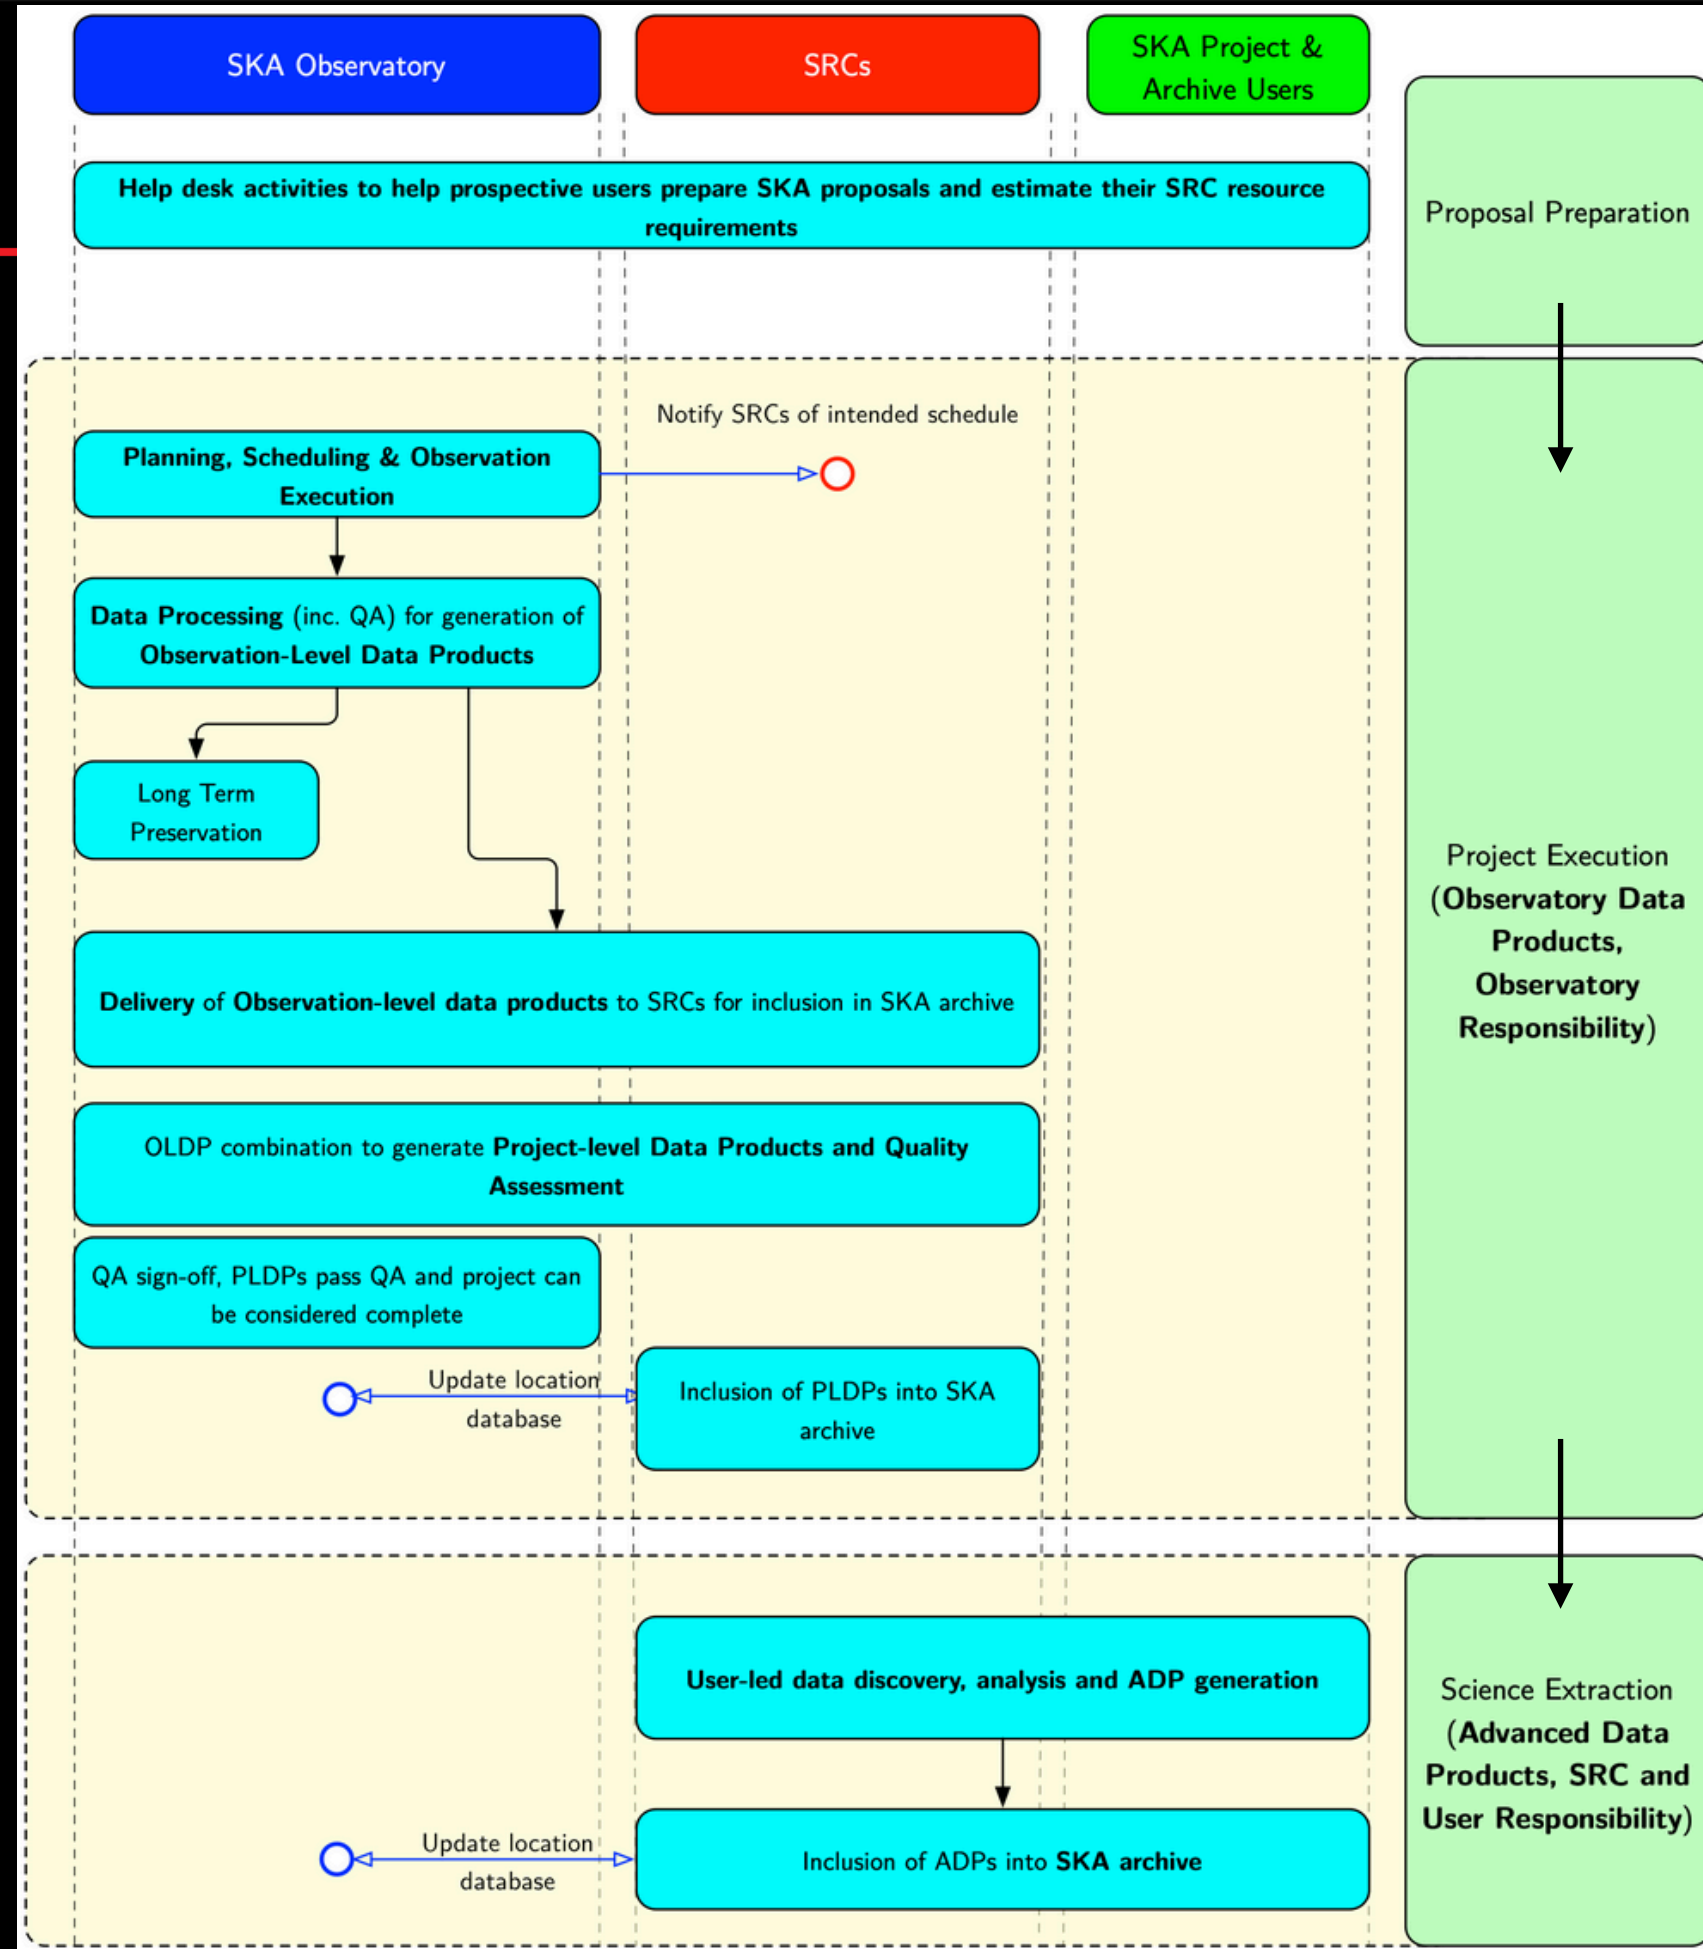 SKA Observatory
SRCs
SKA Project &
Archive Users
Help desk activities to help prospective users prepare SKA proposals and estimate their SRC resource
requirements
Proposal Preparation
Notify SRCs of intended schedule
Planning, Scheduling & Observation
Execution
Data Processing (inc. QA) for generation of
Observation-Level Data Products
Long Term
Preservation
Project Execution
(Observatory Data
Products,
Observatory
Responsibility)
Delivery of Observation-level data products to SRCs for inclusion in SKA archive
OLDP combination to generate Project-level Data Products and Quality
Assessment
QA sign-off, PLDPs pass QA and project can
be considered complete
Update location
database
Inclusion of PLDPs into SKA
archive
User-led data discovery, analysis and ADP generation
Science Extraction
(Advanced Data
Products, SRC and
User Responsibility)
Update location
database
Inclusion of ADPs into SKA archive